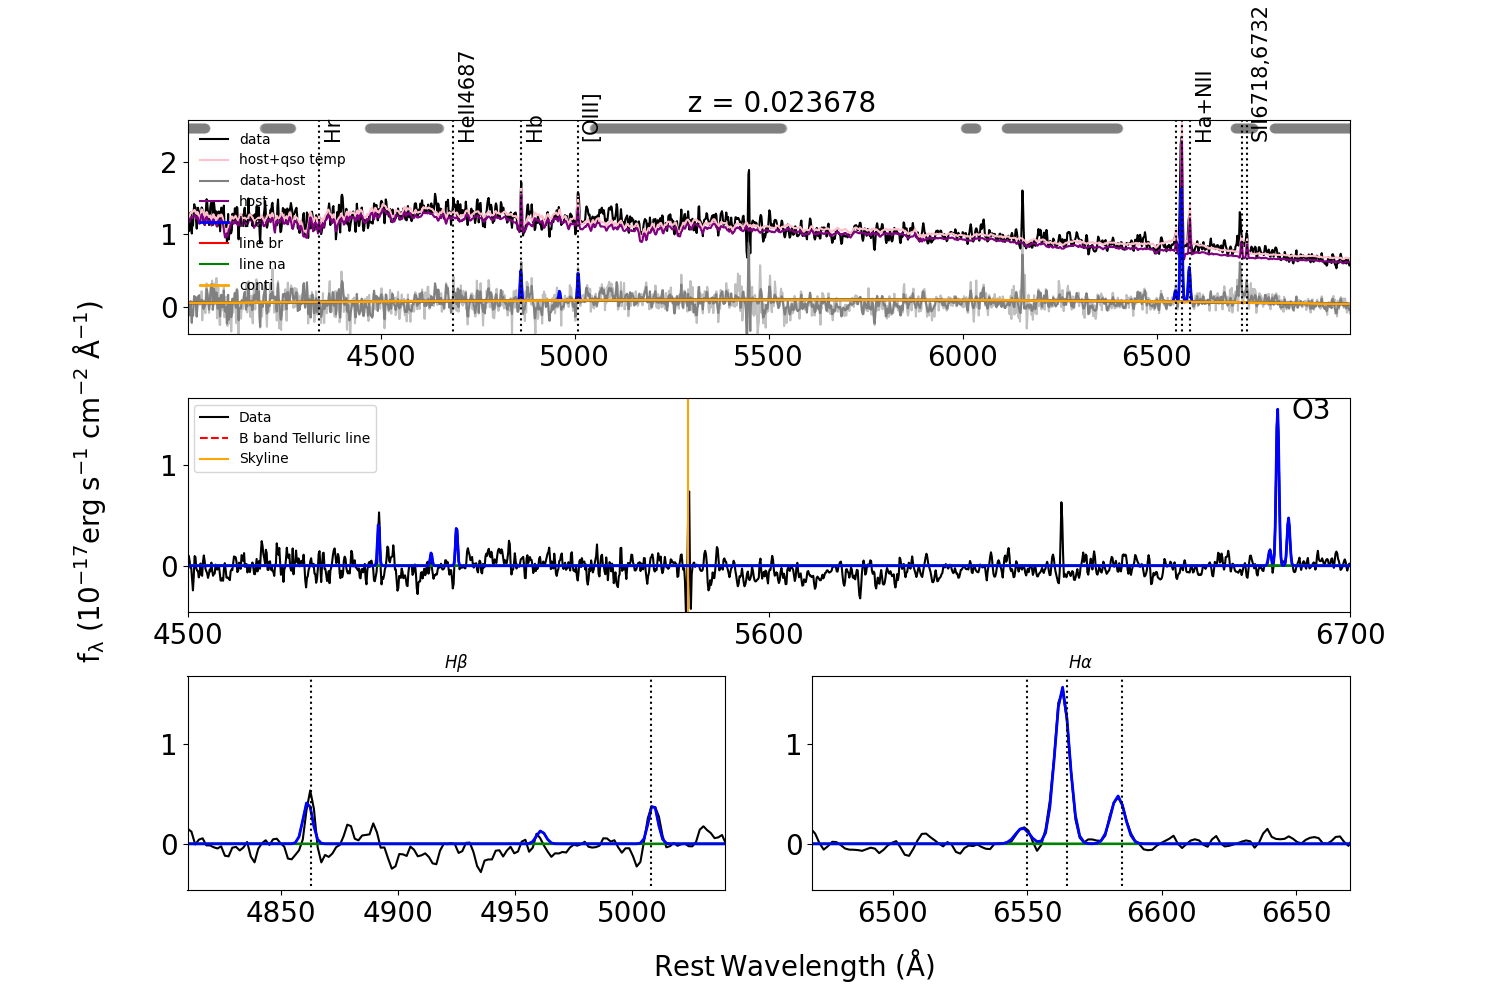 z = 0.023678
Hr
HeII4687
Hb
[OIII]
Ha+NII
SII6718,6732
data
host+qso temp
data-host
host
line br
line na
conti
2
1
0
4500 5000 5500 6000 6500
Data
B band Telluric line
Skyline
O3
1
0
4500 5600 6700
fλ (10⁻¹⁷erg s⁻¹ cm⁻² Å⁻¹)
Hβ
1
0
4850 4900 4950 5000
Hα
1
0
6500 6550 6600 6650
Rest Wavelength (Å)